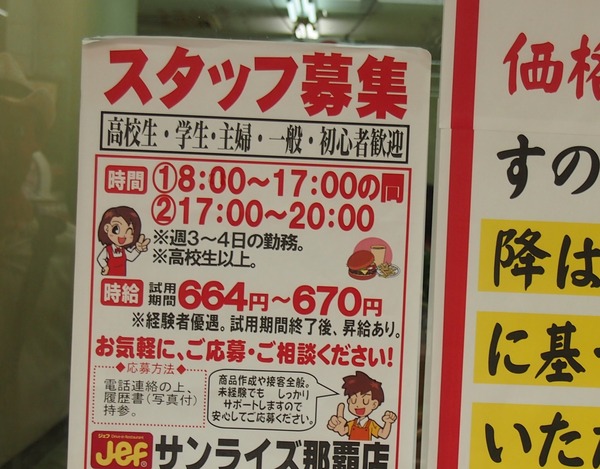 スタッフ募集
高校生・学生・主婦・一般・初心者歓迎
時間 ①8:00～17:00の間
②17:00～20:00
※週3～4日の勤務。
※高校生以上。
時給 試用期間 664円～670円
※経験者優遇。試用期間終了後、昇給あり。
お気軽に、ご応募・ご相談ください!
応募方法
電話連絡の上、
履歴書(写真付)
持参。
商品作成や接客全般。
未経験でも しっかり
サポートしますので
安心してご応募ください。
ジェフ
Jef
サンライズ那覇店
価格
すの
降は
に基
いた